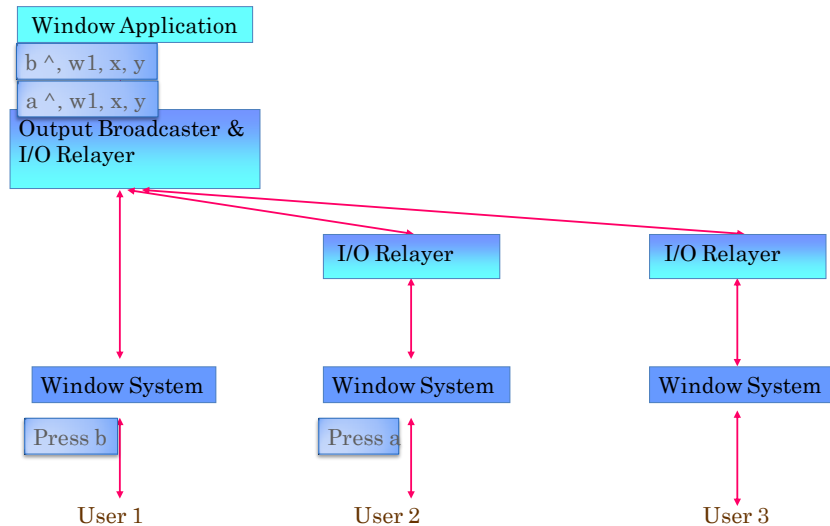 Window Application
b ^, w1, x, y
a ^, w1, x, y
Output Broadcaster &
I/O Relayer
I/O Relayer
I/O Relayer
Window System
Window System
Window System
Press b
Press a
User 1
User 2
User 3